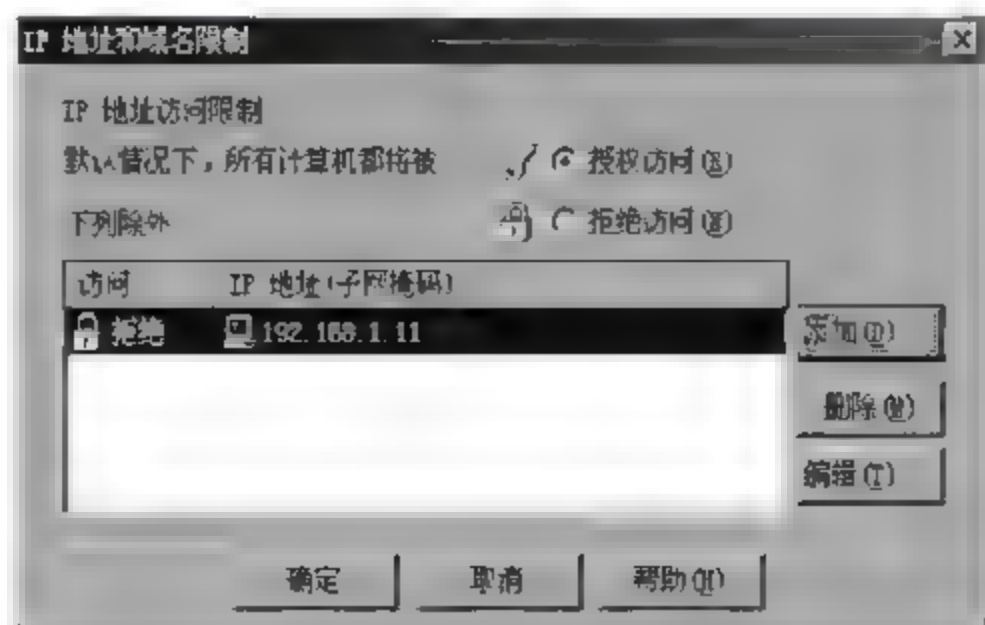 IP 地址和域名限制
IP 地址访问限制
默认情况下，所有计算机都将被 授权访问(R)
下列除外 拒绝访问(N)
访问 IP 地址(子网掩码)
拒绝 192.168.1.11
添加(D)
删除(M)
编辑(T)
确定 取消 帮助(H)